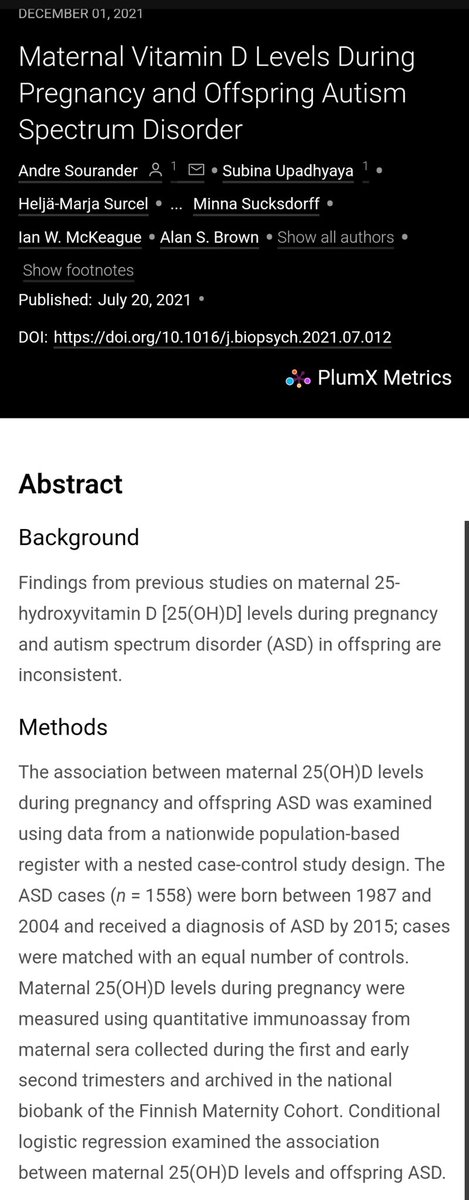 DECEMBER 01, 2021
Maternal Vitamin D Levels During
Pregnancy and Offspring Autism
Spectrum Disorder
Andre Sourander 1 • Subina Upadhyaya 1 •
Heljä-Marja Surcel • ... Minna Sucksdorff •
Ian W. McKeague • Alan S. Brown • Show all authors •
Show footnotes
Published: July 20, 2021 •
DOI: https://doi.org/10.1016/j.biopsych.2021.07.012
PlumX Metrics
Abstract
Background
Findings from previous studies on maternal 25-
hydroxyvitamin D [25(OH)D] levels during pregnancy
and autism spectrum disorder (ASD) in offspring are
inconsistent.
Methods
The association between maternal 25(OH)D levels
during pregnancy and offspring ASD was examined
using data from a nationwide population-based
register with a nested case-control study design. The
ASD cases (n = 1558) were born between 1987 and
2004 and received a diagnosis of ASD by 2015; cases
were matched with an equal number of controls.
Maternal 25(OH)D levels during pregnancy were
measured using quantitative immunoassay from
maternal sera collected during the first and early
second trimesters and archived in the national
biobank of the Finnish Maternity Cohort. Conditional
logistic regression examined the association
between maternal 25(OH)D levels and offspring ASD.